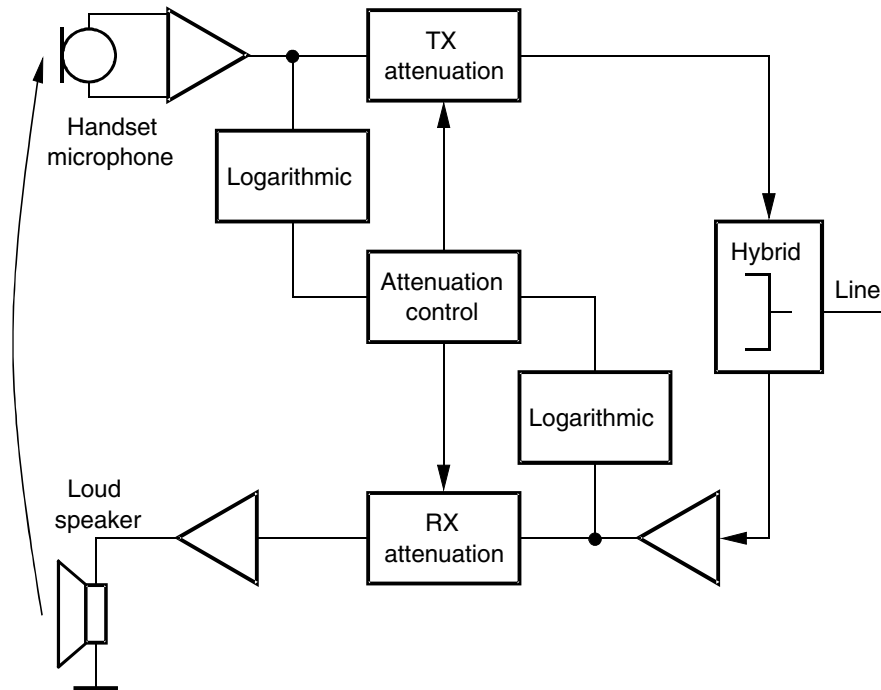 TX
attenuation
Handset
microphone
Logarithmic
Hybrid
Attenuation
control
Line
Logarithmic
Loud
speaker
RX
attenuation